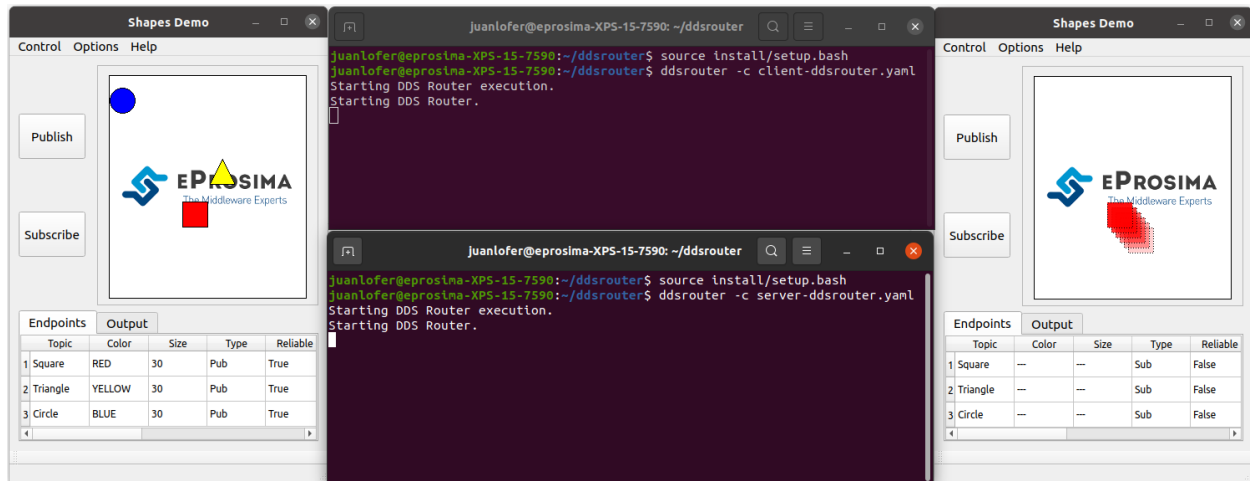 Shapes Demo
Control Options Help
Publish
Subscribe
EPROSIMA
The Middleware Experts
Endpoints Output
Topic Color Size Type Reliable
1 Square RED 30 Pub True
2 Triangle YELLOW 30 Pub True
3 Circle BLUE 30 Pub True
juanlofer@eprosima-XPS-15-7590: ~/ddsrouter
juanlofer@eprosima-XPS-15-7590:~/ddsrouter$ source install/setup.bash
juanlofer@eprosima-XPS-15-7590:~/ddsrouter$ ddsrouter -c client-ddsrouter.yaml
Starting DDS Router execution.
Starting DDS Router.
juanlofer@eprosima-XPS-15-7590: ~/ddsrouter
juanlofer@eprosima-XPS-15-7590:~/ddsrouter$ source install/setup.bash
juanlofer@eprosima-XPS-15-7590:~/ddsrouter$ ddsrouter -c server-ddsrouter.yaml
Starting DDS Router execution.
Starting DDS Router.
Shapes Demo
Control Options Help
Publish
Subscribe
EPROSIMA
The Middleware Experts
Endpoints Output
Topic Color Size Type Reliable
1 Square --- --- Sub False
2 Triangle --- --- Sub False
3 Circle --- --- Sub False